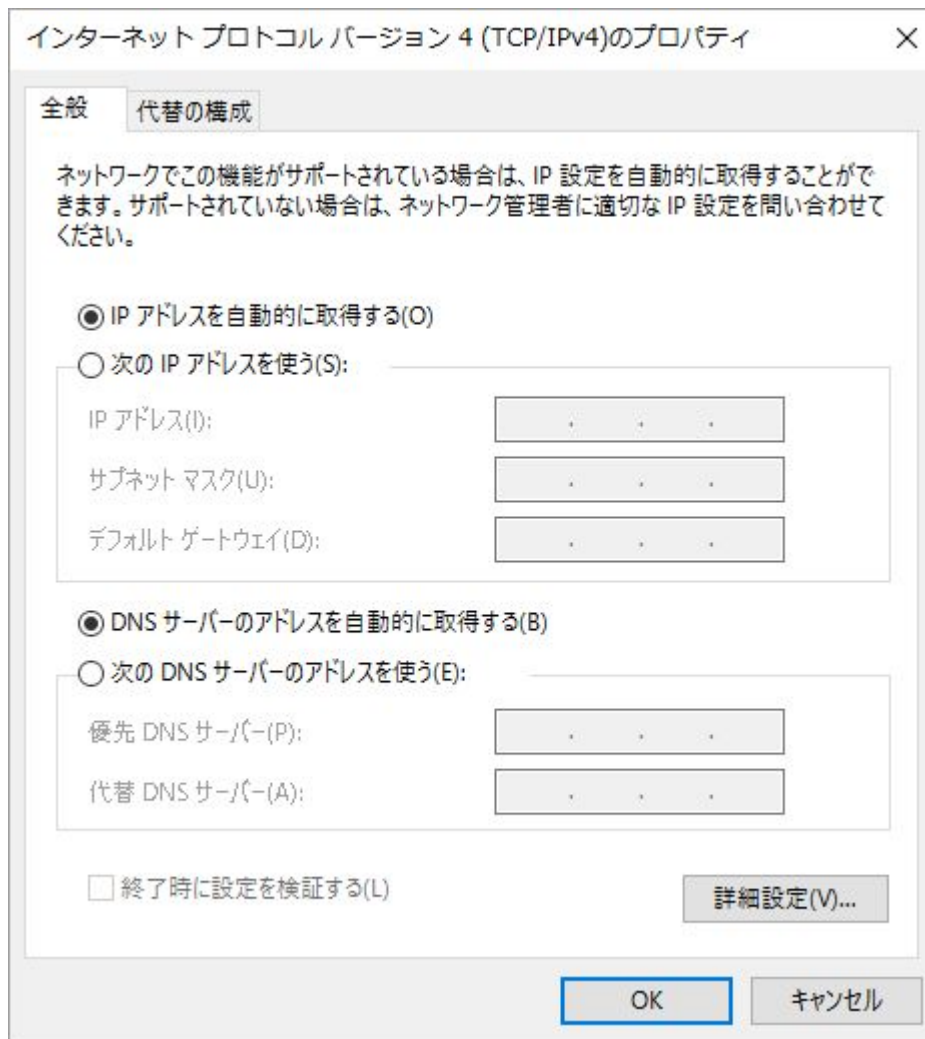 インターネット プロトコル バージョン 4 (TCP/IPv4)のプロパティ
全般
代替の構成
ネットワークでこの機能がサポートされている場合は、IP 設定を自動的に取得することがで
きます。サポートされていない場合は、ネットワーク管理者に適切な IP 設定を問い合わせて
ください。
IP アドレスを自動的に取得する(O)
次の IP アドレスを使う(S):
IP アドレス(I):
サブネット マスク(U):
デフォルト ゲートウェイ(D):
DNS サーバーのアドレスを自動的に取得する(B)
次の DNS サーバーのアドレスを使う(E):
優先 DNS サーバー(P):
代替 DNS サーバー(A):
終了時に設定を検証する(L)
詳細設定(V)...
OK
キャンセル